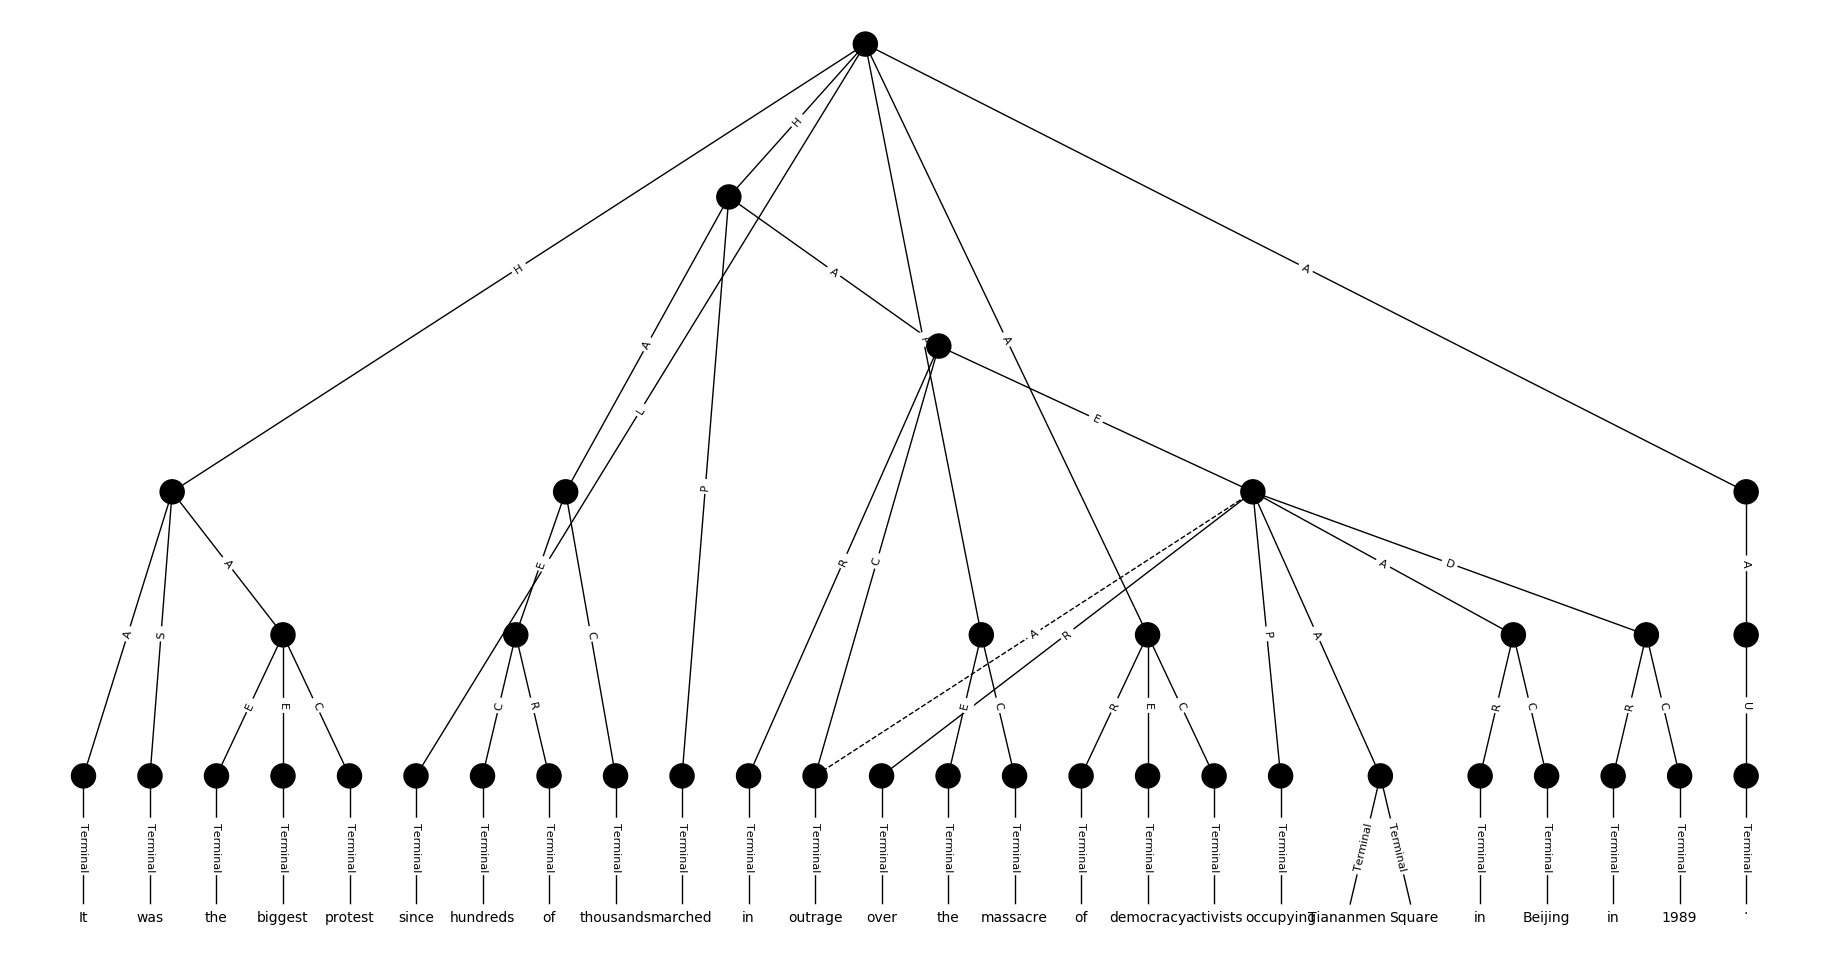 H
H A
A
A A A
L E
P
E R C A D A
A S A C A R P A
E E C C R E C R E C R C R C U
Terminal Terminal Terminal Terminal Terminal Terminal Terminal Terminal Terminal Terminal Terminal Terminal Terminal Terminal Terminal Terminal Terminal Terminal Terminal Terminal Terminal Terminal Terminal Terminal Terminal Terminal
It was the biggest protest since hundreds of thousands marched in outrage over the massacre of democracy activists occupying Tiananmen Square in Beijing in 1989 .